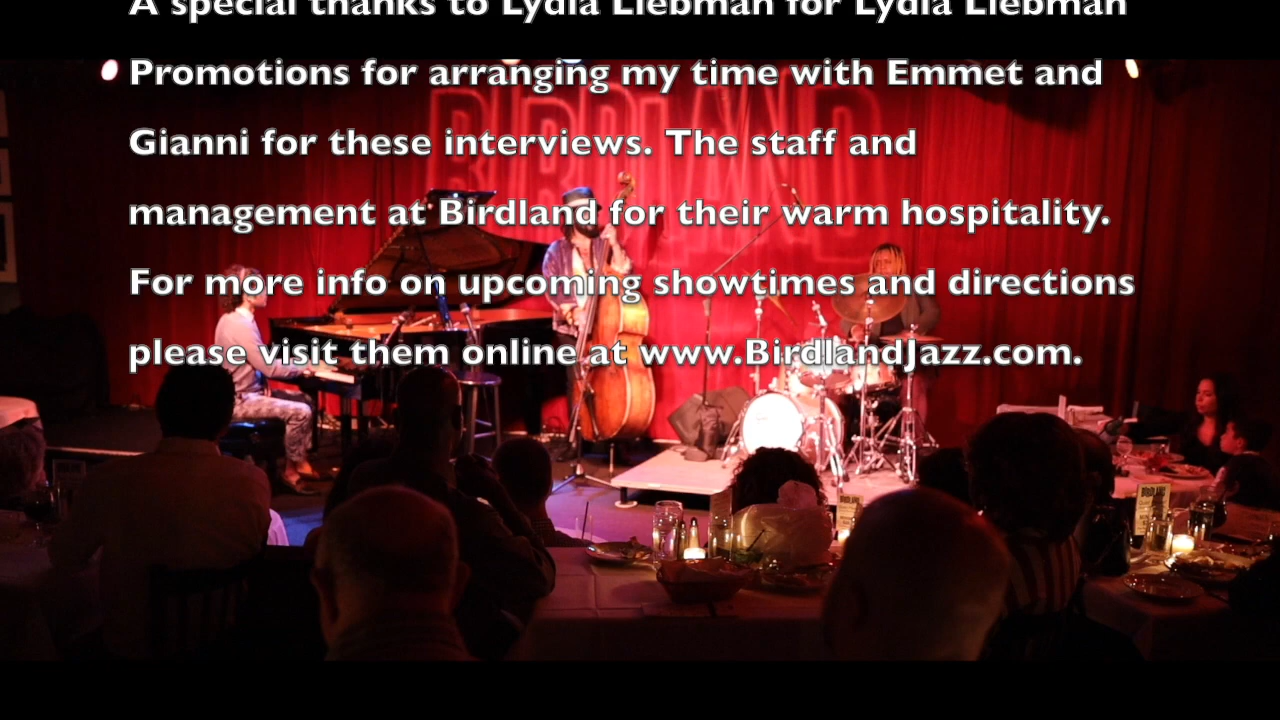 A special thanks to Lydia Liebman for Lydia Liebman
Promotions for arranging my time with Emmet and
Gianni for these interviews. The staff and
management at Birdland for their warm hospitality.
For more info on upcoming showtimes and directions
please visit them online at www.BirdlandJazz.com.
BIRDLAND